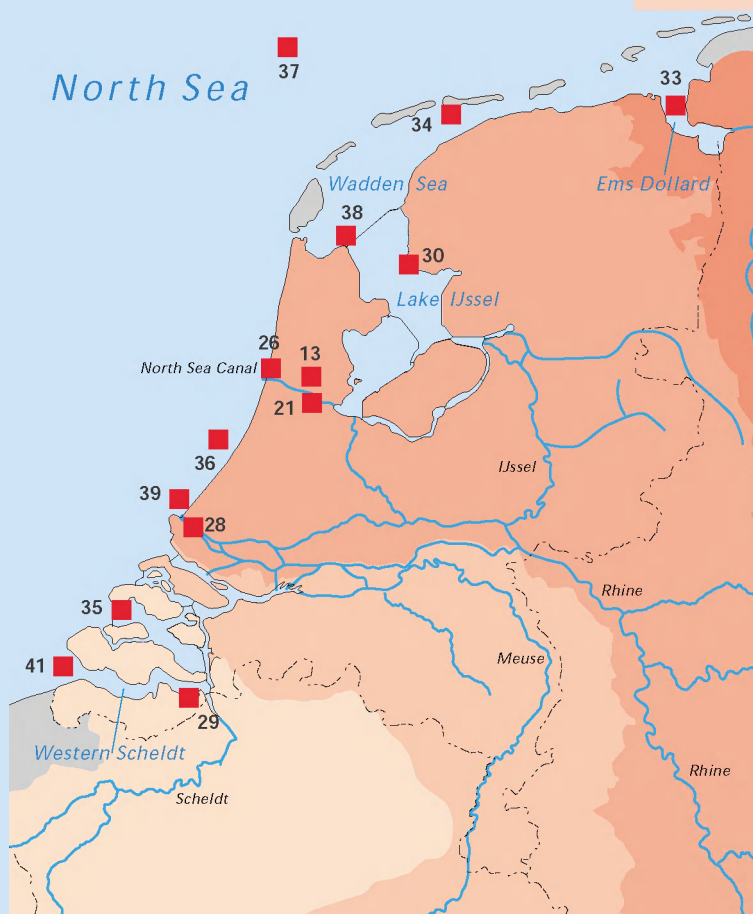 North Sea
37
33
34
Wadden Sea
Ems Dollard
38
30
Lake IJssel
26
13
North Sea Canal
21
36
IJssel
39
28
Rhine
35
Meuse
41
29
Western Scheldt
Rhine
Scheldt